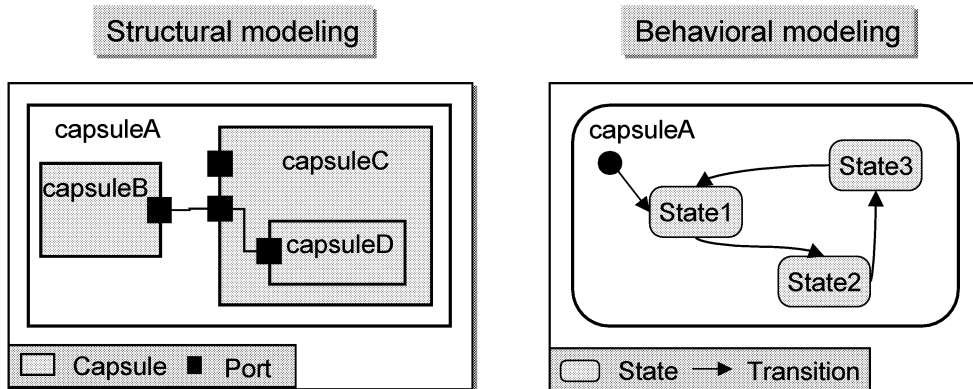 Structural modeling
capsuleA
capsuleC
capsuleB
capsuleD
Capsule
Port
Behavioral modeling
capsuleA
State3
State1
State2
State
Transition